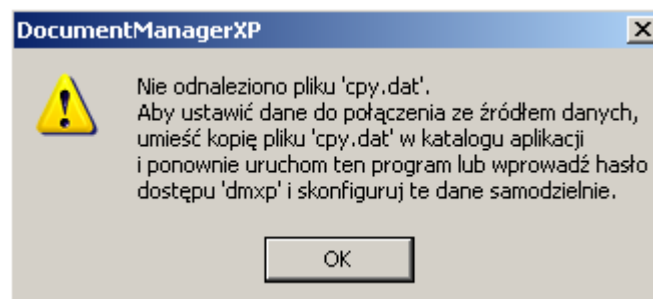 DocumentManagerXP
Nie odnaleziono pliku 'cpy.dat'.
Aby ustawić dane do połączenia ze źródłem danych,
umieść kopię pliku 'cpy.dat' w katalogu aplikacji
i ponownie uruchom ten program lub wprowadź hasło
dostępu 'dmxp' i skonfiguruj te dane samodzielnie.
OK